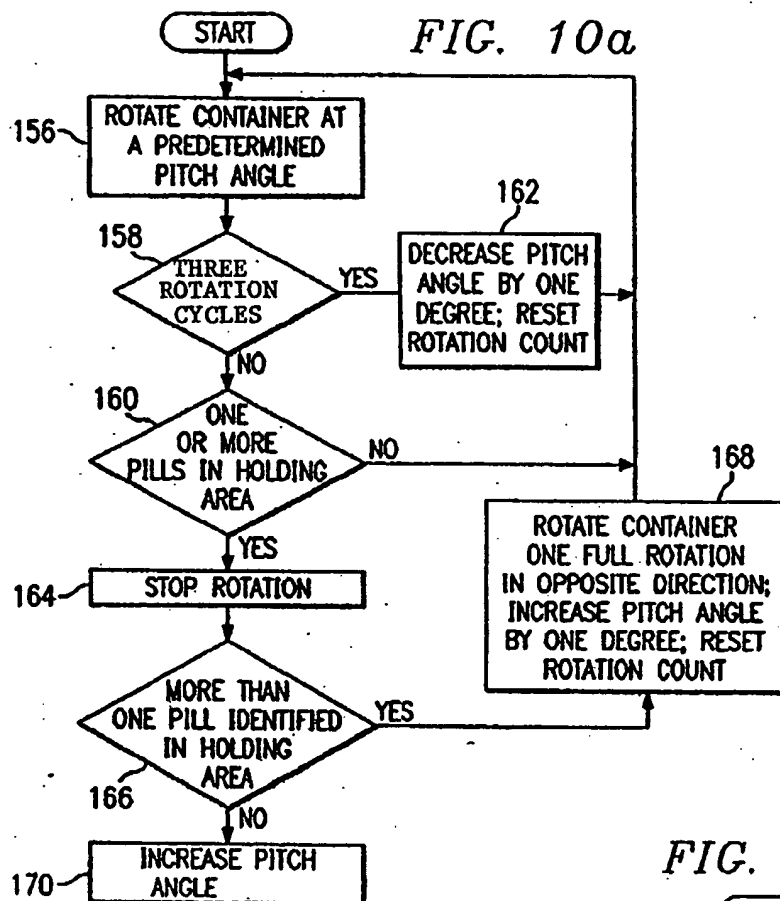 START
FIG. 10a
156
ROTATE CONTAINER AT
A PREDETERMINED
PITCH ANGLE
158
THREE
ROTATION
CYCLES
YES
162
DECREASE PITCH
ANGLE BY ONE
DEGREE; RESET
ROTATION COUNT
NO
160
ONE
OR MORE
PILLS IN HOLDING
AREA
NO
168
ROTATE CONTAINER
ONE FULL ROTATION
IN OPPOSITE DIRECTION;
INCREASE PITCH ANGLE
BY ONE DEGREE; RESET
ROTATION COUNT
YES
164
STOP ROTATION
MORE THAN
ONE PILL IDENTIFIED
IN HOLDING
AREA
YES
166
NO
170
INCREASE PITCH
ANGLE
FIG.